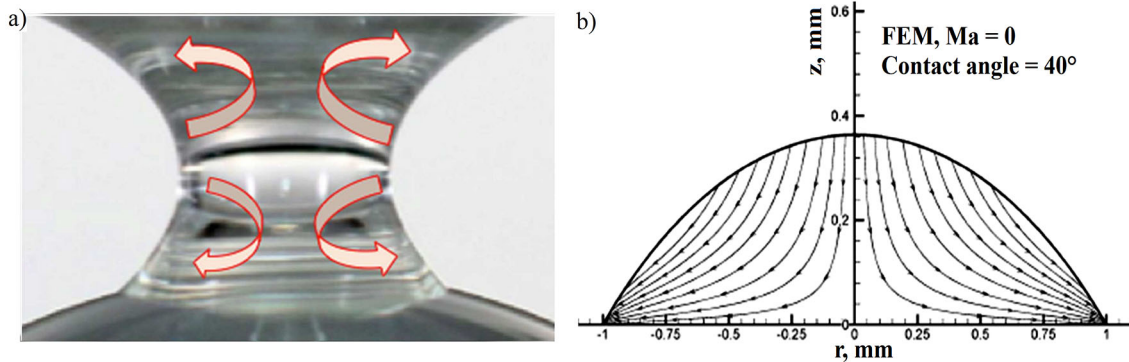 a)
b)
0.6
z, mm
FEM, Ma = 0
Contact angle = 40°
0.4
0.2
0
-1 -0.75 -0.5 -0.25 0 0.25 0.5 0.75 1
r, mm